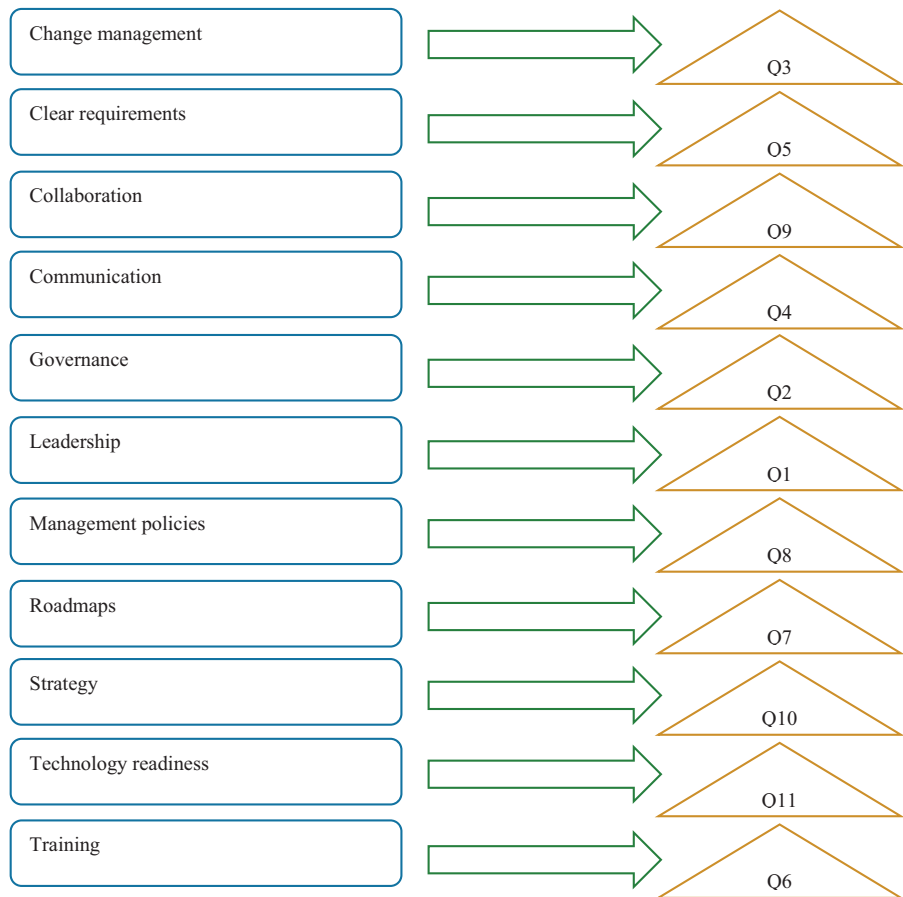 Change management
Q3
Clear requirements
Q5
Collaboration
Q9
Communication
Q4
Governance
Q2
Leadership
Q1
Management policies
Q8
Roadmaps
Q7
Strategy
Q10
Technology readiness
Q11
Training
Q6